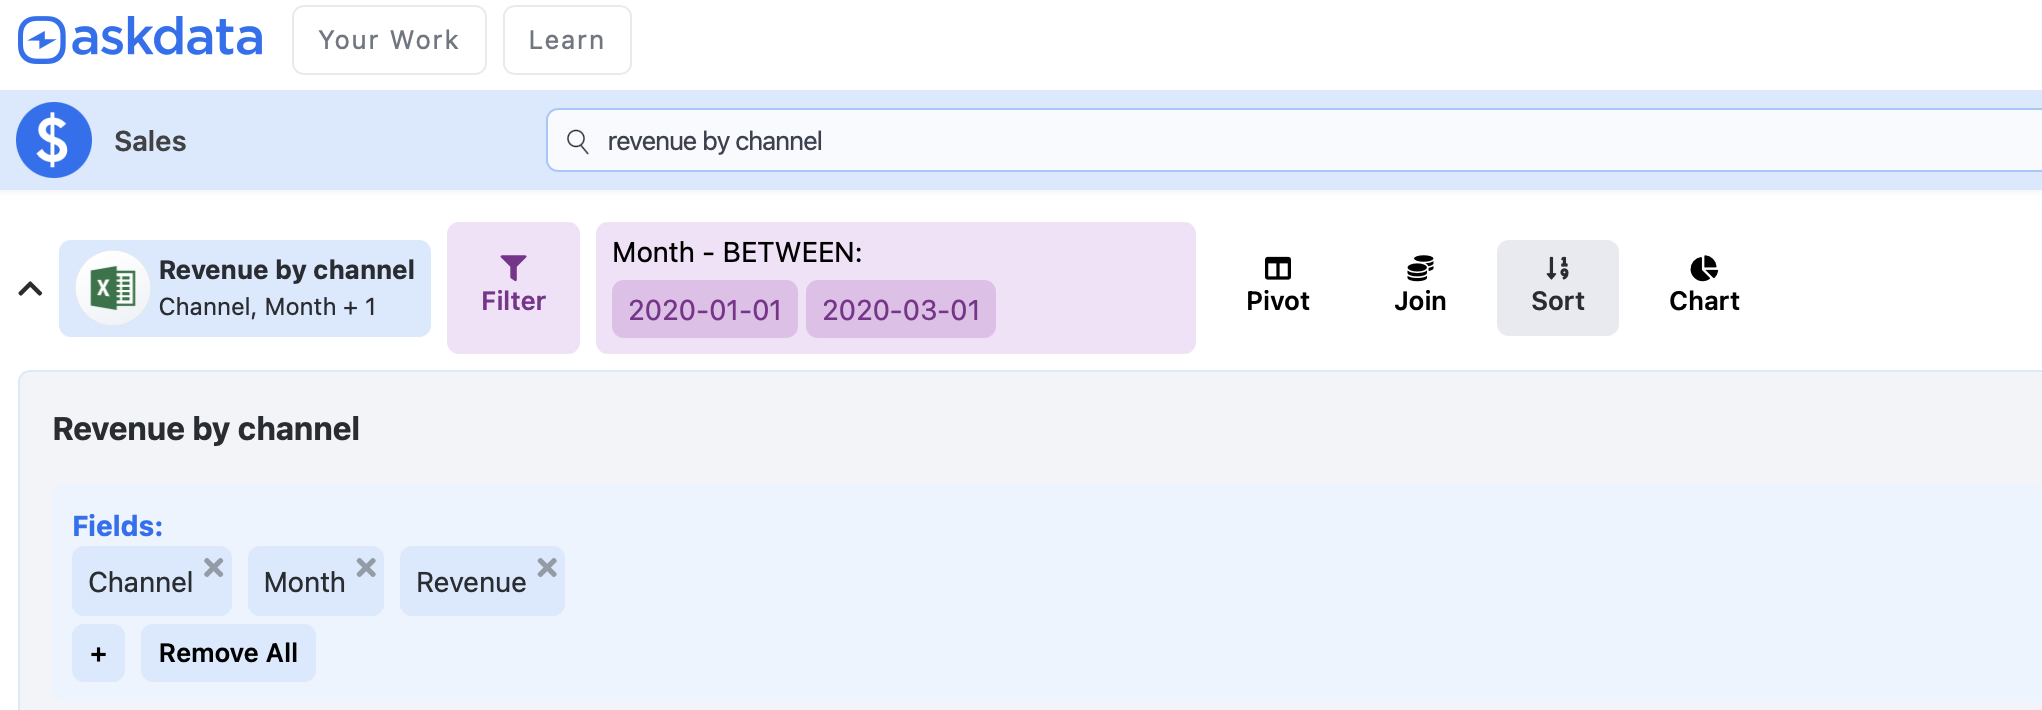 askdata Your Work Learn
$ Sales revenue by channel
Revenue by channel
Channel, Month + 1
Filter
Month - BETWEEN:
2020-01-01 2020-03-01
Pivot Join Sort Chart
Revenue by channel
Fields:
Channel Month Revenue
+ Remove All